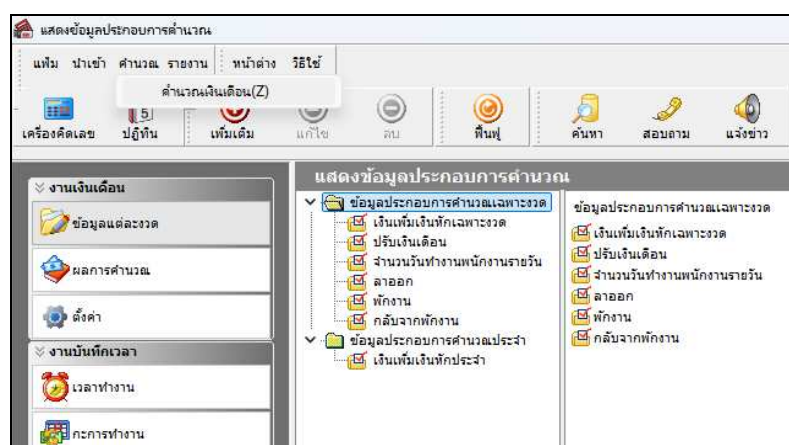 แสดงข้อมูลประกอบการคำนวณ
แฟ้ม นำเข้า คำนวณ รายงาน หน้าต่าง วิธีใช้
คำนวณเงินเดือน(Z)
5
เครื่องคิดเลข ปฏิทิน เพิ่มเติม แก้ไข ลบ ฟื้นฟู ค้นหา สอบถาม แจ้งข่าว
งานเงินเดือน
ข้อมูลแต่ละงวด
ผลการคำนวณ
ตั้งค่า
งานบันทึกเวลา
เวลาทำงาน
กะการทำงาน
แสดงข้อมูลประกอบการคำนวณ
ข้อมูลประกอบการคำนวณเฉพาะงวด
เงินเพิ่มเงินหักเฉพาะงวด
ปรับเงินเดือน
จำนวนวันทำงานพนักงานรายวัน
ลาออก
พักงาน
กลับจากพักงาน
ข้อมูลประกอบการคำนวณประจำ
เงินเพิ่มเงินหักประจำ
ข้อมูลประกอบการคำนวณเฉพาะงวด
เงินเพิ่มเงินหักเฉพาะงวด
ปรับเงินเดือน
จำนวนวันทำงานพนักงานรายวัน
ลาออก
พักงาน
กลับจากพักงาน